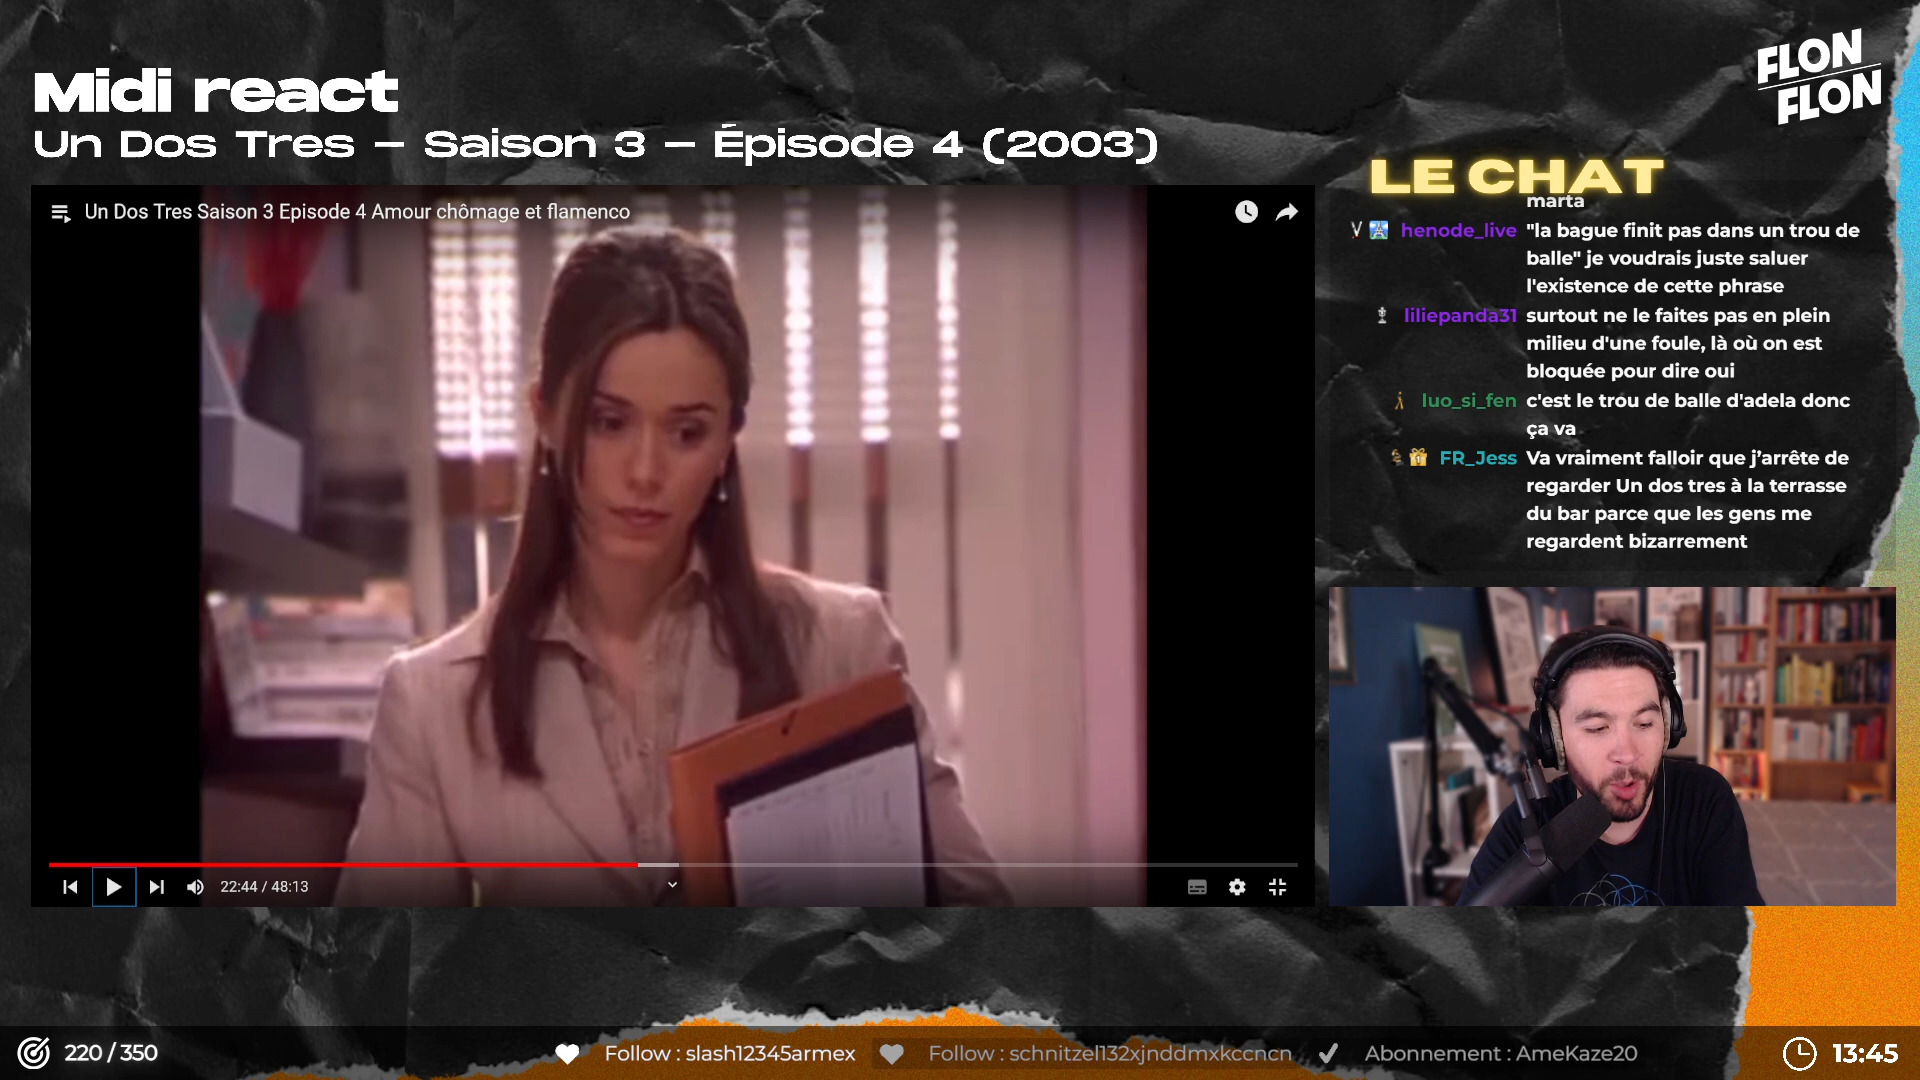 Midi react
Un Dos Tres – Saison 3 – Épisode 4 (2003)
FLON
FLON
Un Dos Tres Saison 3 Episode 4 Amour chômage et flamenco
22:44 / 48:13
LE CHAT
marta
henode_live "la bague finit pas dans un trou de
balle" je voudrais juste saluer
l'existence de cette phrase
liliepanda31 surtout ne le faites pas en plein
milieu d'une foule, là où on est
bloquée pour dire oui
luo_si_fen c'est le trou de balle d'adela donc
ça va
FR_Jess Va vraiment falloir que j’arrête de
regarder Un dos tres à la terrasse
du bar parce que les gens me
regardent bizarrement
220 / 350
Follow : slash12345armex
Follow : schnitzel132xjnddmxkccncn
Abonnement : AmeKaze20
13:45